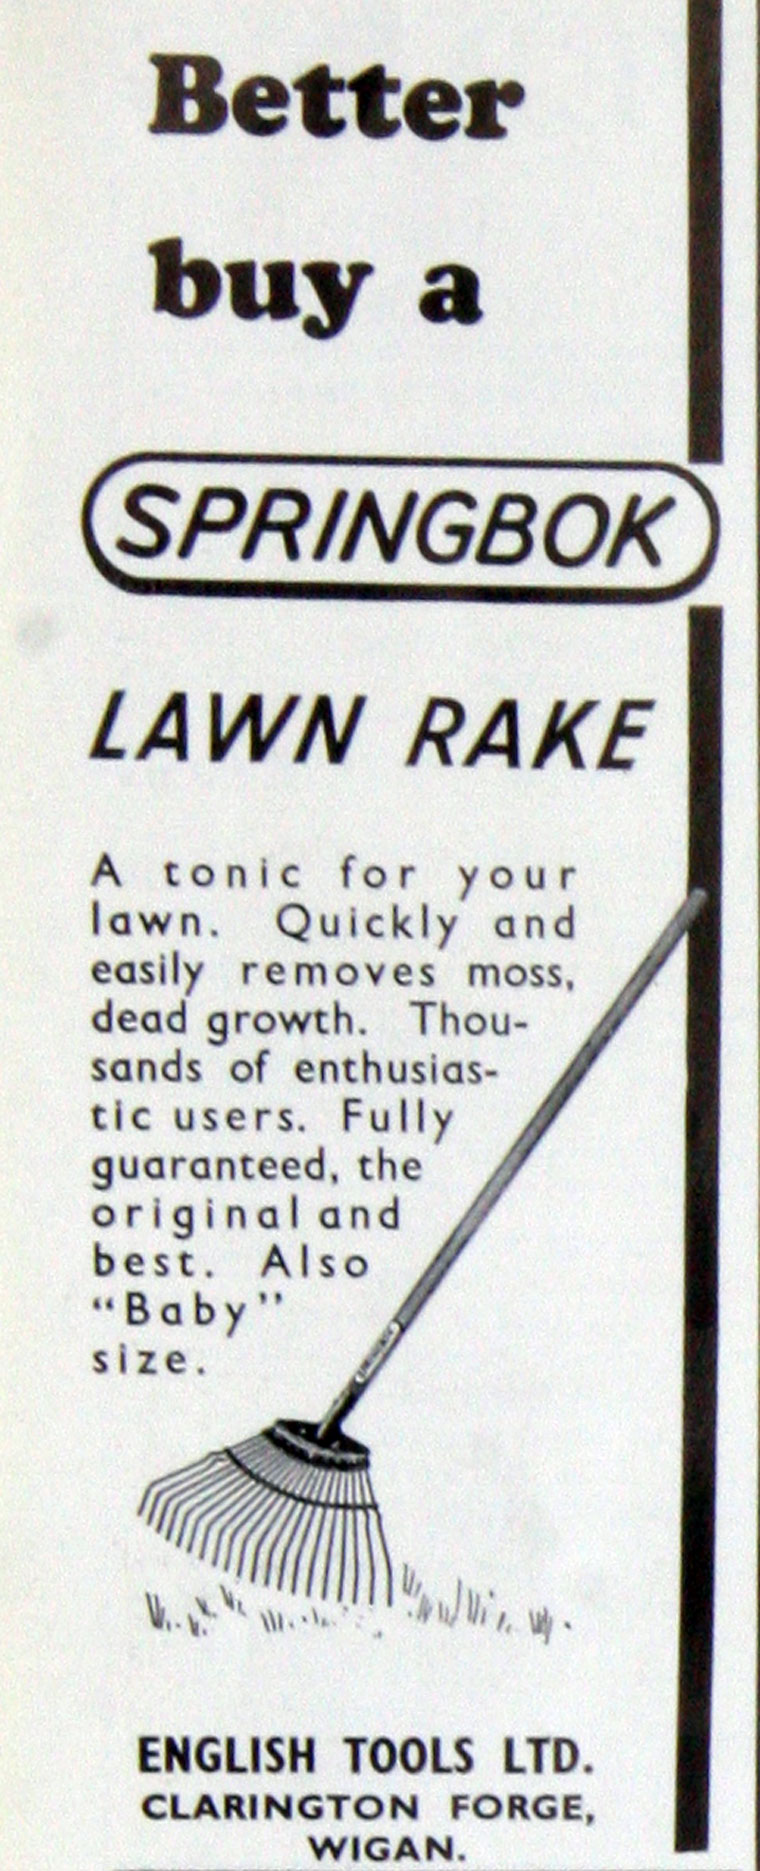 Better
buy a
SPRINGBOK
LAWN RAKE
A tonic for your
lawn. Quickly and
easily removes moss,
dead growth. Thou-
sands of enthusias-
tic users. Fully
guaranteed, the
original and
best. Also
“Baby”
size.
ENGLISH TOOLS LTD.
CLARINGTON FORGE,
WIGAN.